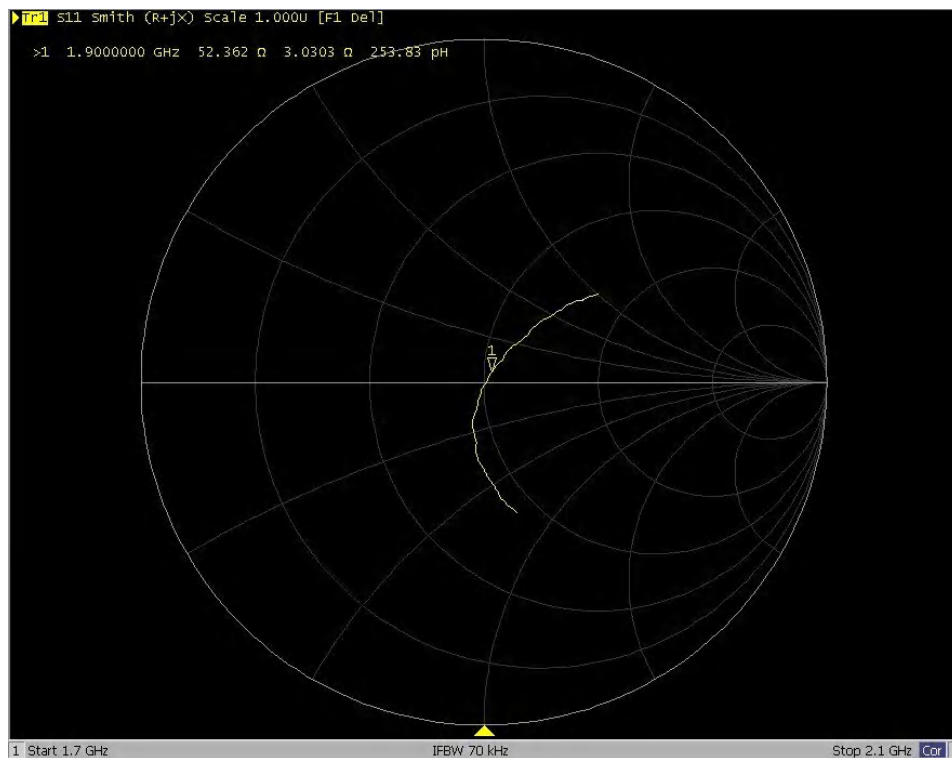 Tr1 S11 Smith (R+jX) Scale 1.000U [F1 Del]
>1 1.9000000 GHz 52.362 Ω 3.0303 Ω 253.83 pH
1
1 Start 1.7 GHz IFBW 70 kHz Stop 2.1 GHz Cor